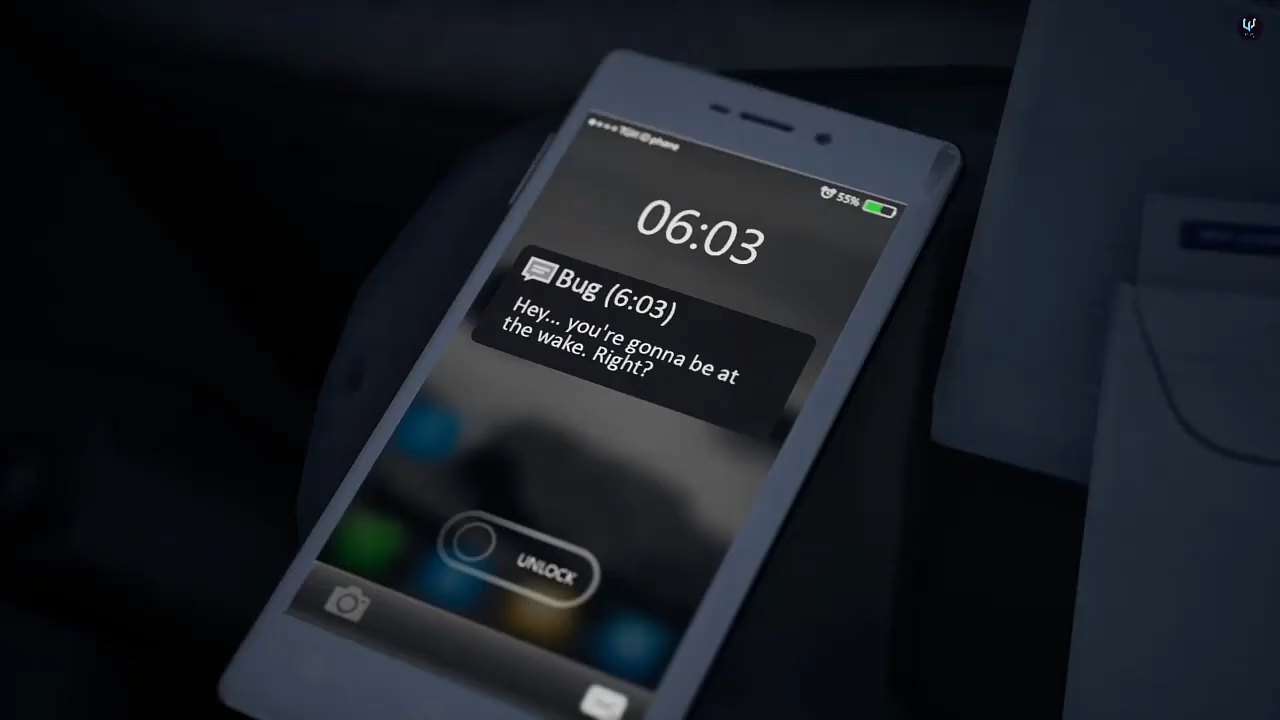 55%
06:03
Bug (6:03)
Hey... you're gonna be at
the wake. Right?
UNLOCK